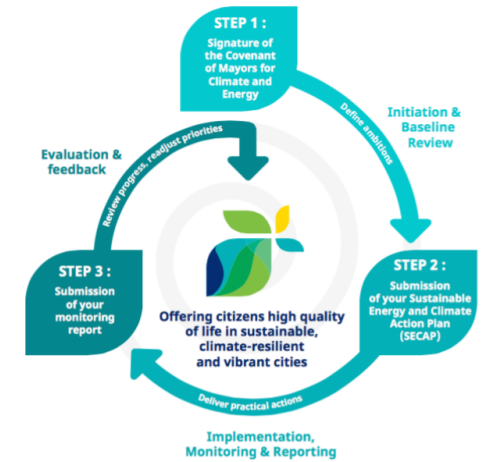 STEP 1 :
Signature of
the Covenant
of Mayors for
Climate and
Energy
Define ambitions
Initiation &
Baseline
Review
STEP 2 :
Submission
of your Sustainable
Energy and Climate
Action Plan
(SECAP)
Deliver practical actions
Implementation,
Monitoring & Reporting
STEP 3 :
Submission
of your
monitoring
report
Review progress, readjust priorities
Evaluation &
feedback
Offering citizens high quality
of life in sustainable,
climate-resilient
and vibrant cities